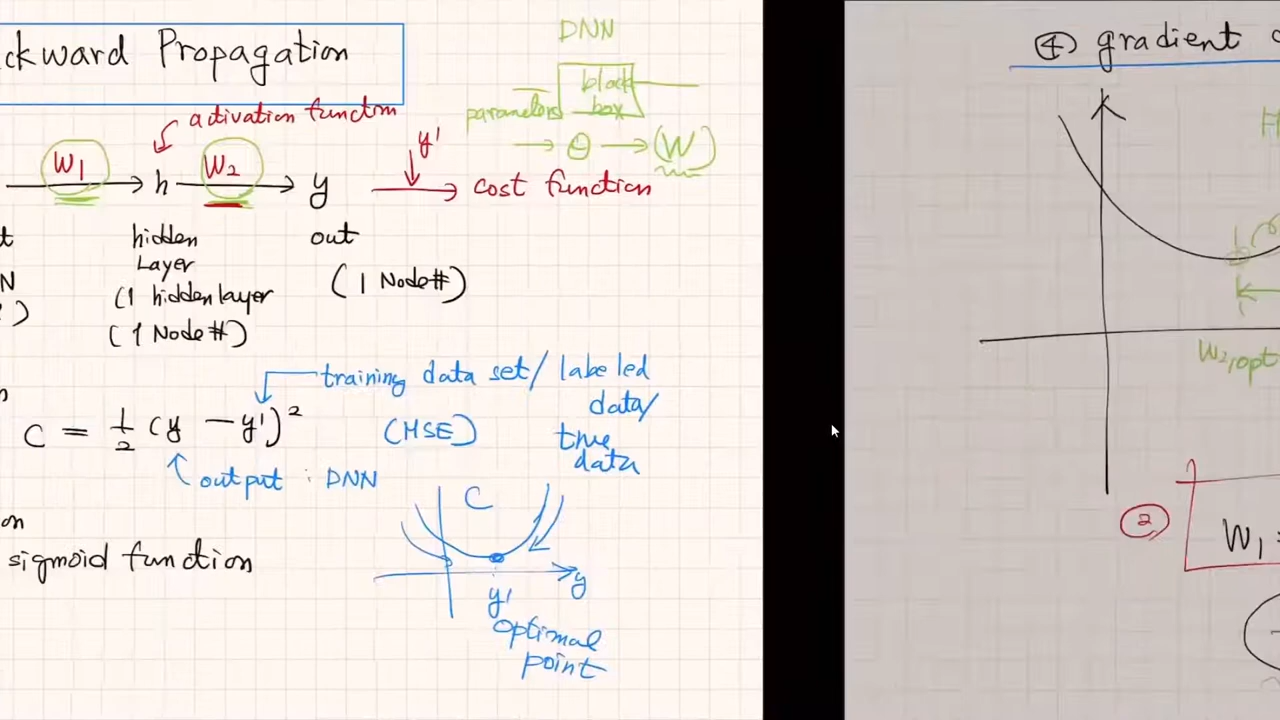 ckward Propagation
DNN
black
box
parameters
→ θ → (W)
activation function
W1 → h W2 → y
y'
cost function
t
N
)
hidden
Layer
(1 hidden layer
(1 Node#)
out
(1 Node#)
n
training data set/ labeled
data/
true
data
C = 1/2 (y - y')²
(MSE)
output : DNN
on
sigmoid function
C
y
y'
optimal
point
④ gradient
H
W2,opt
②
W1 =